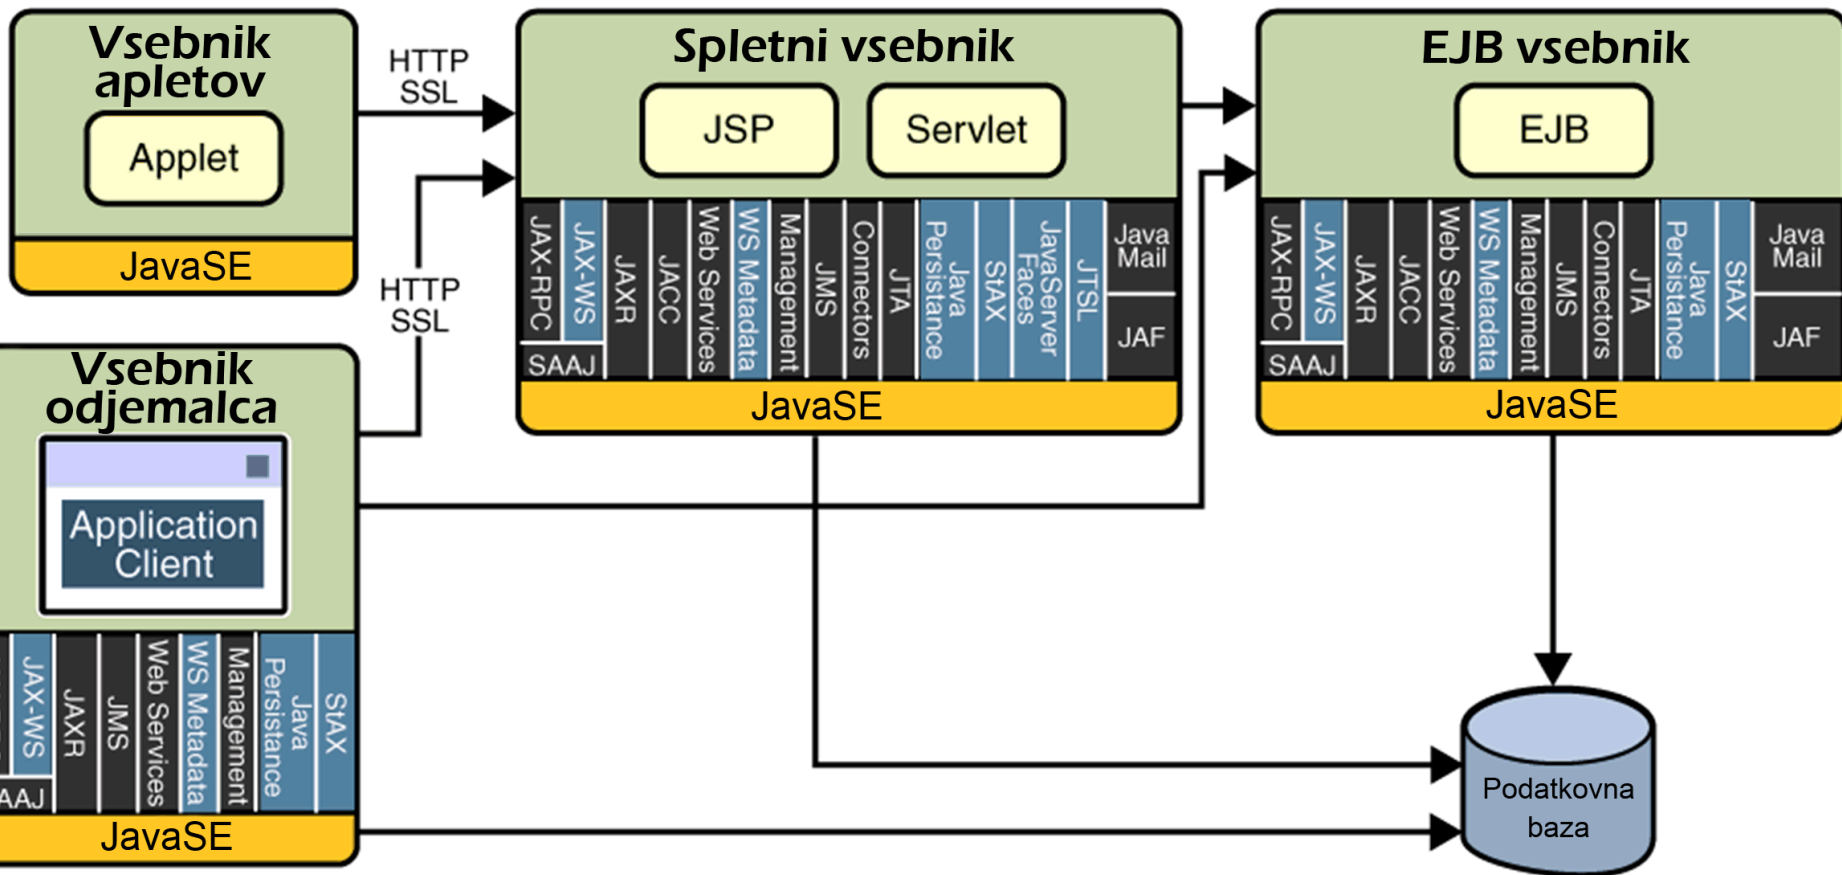 Vsebnik
apletov
Applet
JavaSE
HTTP
SSL
HTTP
SSL
Spletni vsebnik
JSP
Servlet
JAX-RPC
JAX-WS
SAAJ
JAXR
JACC
Web Services
WS Metadata
Management
JMS
Connectors
JTA
Java
Persistance
StAX
JavaServer
Faces
JTSL
Java
Mail
JAF
JavaSE
EJB vsebnik
EJB
JAX-RPC
JAX-WS
SAAJ
JAXR
JACC
Web Services
WS Metadata
Management
JMS
Connectors
JTA
Java
Persistance
StAX
Java
Mail
JAF
JavaSE
Vsebnik
odjemalca
Application
Client
JAX-WS
AAJ
JAXR
JMS
Web Services
WS Metadata
Management
Java
Persistance
StAX
JavaSE
Podatkovna
baza